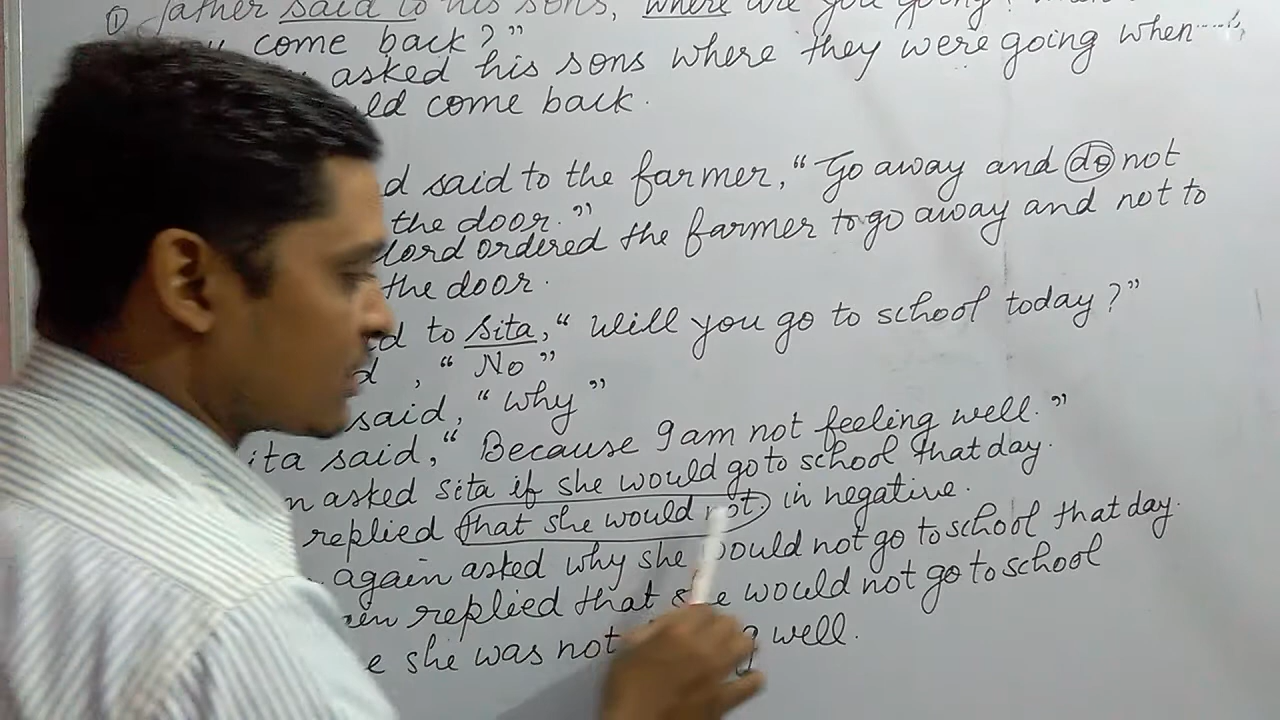 ① Father said to his sons, "where are you going?
come back?"
asked his sons where they were going when
come back.
said to the farmer, "Go away and do not
the door."
lord ordered the farmer to go away and not to
the door.
to Sita, "Will you go to school today?"
, "No"
said, "Why"
said, "Because I am not feeling well."
asked Sita if she would go to school that day.
replied that she would not. in negative.
again asked why she would not go to school that day.
replied that she would not go to school
she was not well.